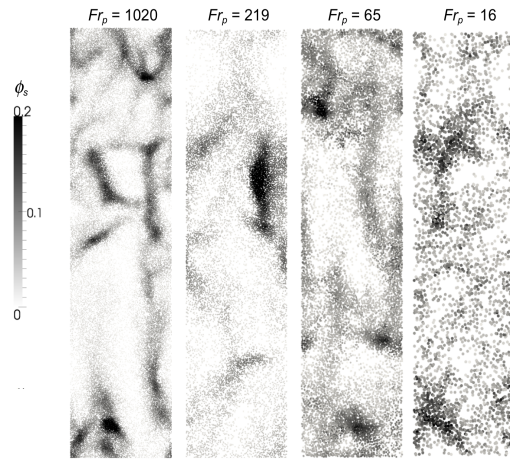 Fr_p = 1020
Fr_p = 219
Fr_p = 65
Fr_p = 16
ϕ_s
0.2
0.1
0